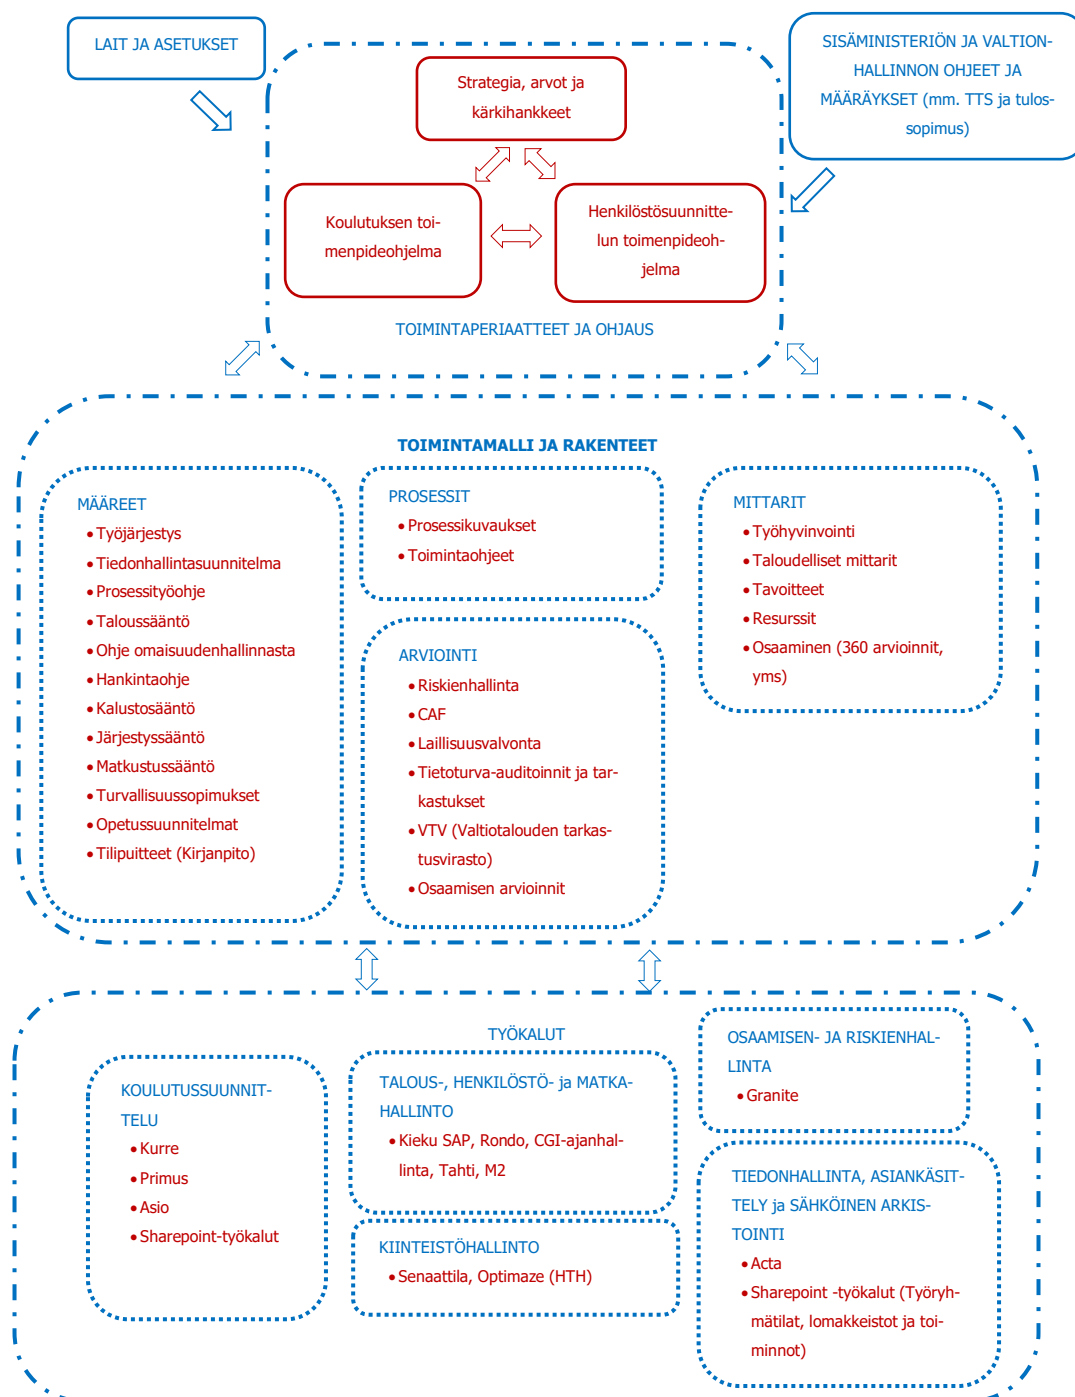 LAIT JA ASETUKSET
SISÄMINISTERIÖN JA VALTION-
HALLINNON OHJEET JA
MÄÄRÄYKSET (mm. TTS ja tulos-
sopimus)
Strategia, arvot ja
kärkihankkeet
Koulutuksen toi-
menpideohjelma
Henkilöstösuunnitte-
lun toimenpideoh-
jelma
TOIMINTAPERIAATTEET JA OHJAUS
TOIMINTAMALLI JA RAKENTEET
MÄÄREET
• Työjärjestys
• Tiedonhallintasuunnitelma
• Prosessityöohje
• Taloussääntö
• Ohje omaisuudenhallinnasta
• Hankintaohje
• Kalustosääntö
• Järjestyssääntö
• Matkustussääntö
• Turvallisuussopimukset
• Opetussuunnitelmat
• Tilipuitteet (Kirjanpito)
PROSESSIT
• Prosessikuvaukset
• Toimintaohjeet
ARVIOINTI
• Riskienhallinta
• CAF
• Laillisuusvalvonta
• Tietoturva-auditoinnit ja tar-
kastukset
• VTV (Valtiotalouden tarkas-
tusvirasto)
• Osaamisen arvioinnit
MITTARIT
• Työhyvinvointi
• Taloudelliset mittarit
• Tavoitteet
• Resurssit
• Osaaminen (360 arvioinnit,
yms)
TYÖKALUT
KOULUTUSSUUNNIT-
TELU
• Kurre
• Primus
• Asio
• Sharepoint-työkalut
TALOUS-, HENKILÖSTÖ- ja MATKA-
HALLINTO
• Kieku SAP, Rondo, CGI-ajanhal-
linta, Tahti, M2
KIINTEISTÖHALLINTO
• Senaattila, Optimaze (HTH)
OSAAMISEN- JA RISKIENHAL-
LINTA
• Granite
TIEDONHALLINTA, ASIANKÄSIT-
TELY ja SÄHKÖINEN ARKIS-
TOINTI
• Acta
• Sharepoint -työkalut (Työryh-
mätilat, lomakkeistot ja toi-
minnot)